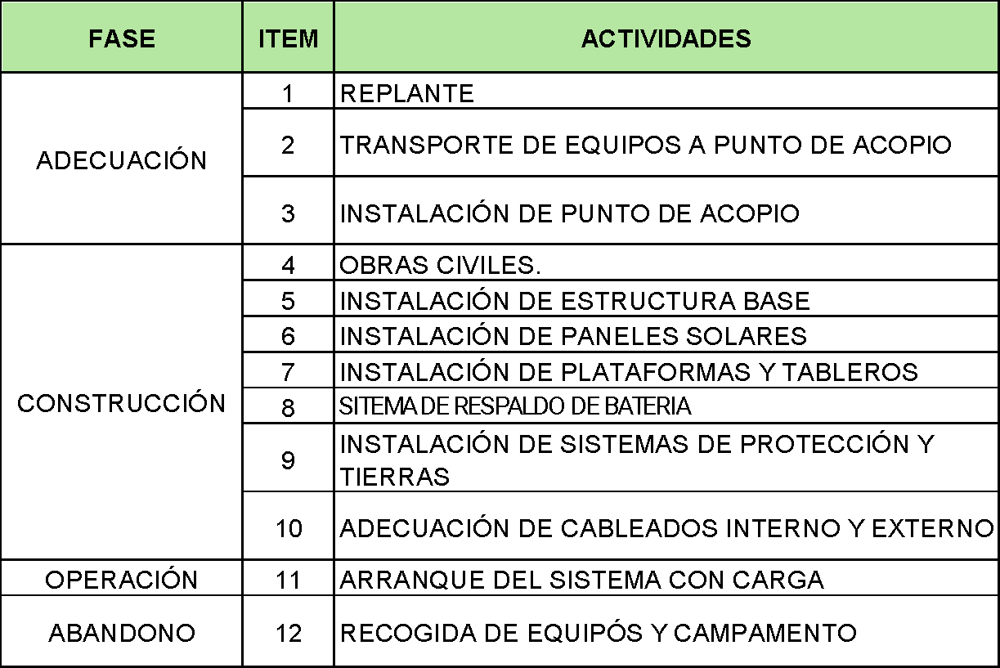 FASE ITEM ACTIVIDADES
ADECUACIÓN
1 REPLANTE
2 TRANSPORTE DE EQUIPOS A PUNTO DE ACOPIO
3 INSTALACIÓN DE PUNTO DE ACOPIO
CONSTRUCCIÓN
4 OBRAS CIVILES.
5 INSTALACIÓN DE ESTRUCTURA BASE
6 INSTALACIÓN DE PANELES SOLARES
7 INSTALACIÓN DE PLATAFORMAS Y TABLEROS
8 SITEMA DE RESPALDO DE BATERIA
9 INSTALACIÓN DE SISTEMAS DE PROTECCIÓN Y
TIERRAS
10 ADECUACIÓN DE CABLEADOS INTERNO Y EXTERNO
OPERACIÓN 11 ARRANQUE DEL SISTEMA CON CARGA
ABANDONO 12 RECOGIDA DE EQUIPÓS Y CAMPAMENTO